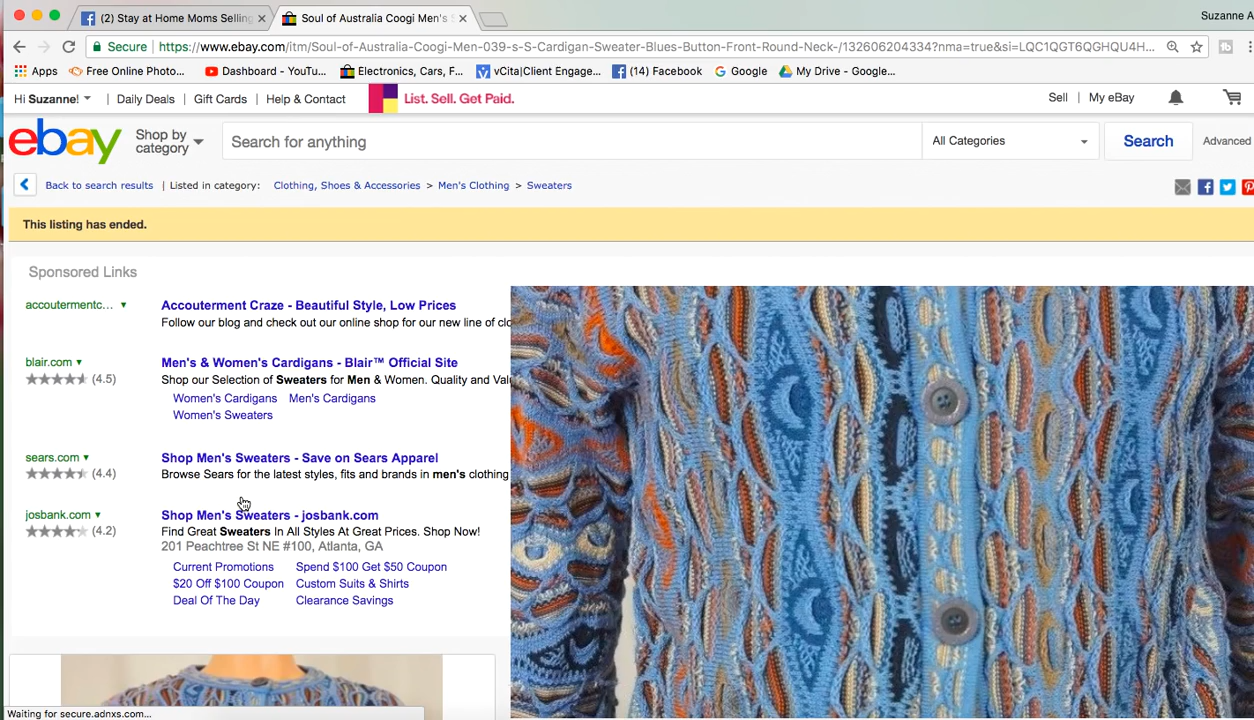 (2) Stay at Home Moms Selling
Soul of Australia Coogi Men's S
Suzanne A
Secure
https://www.ebay.com/itm/Soul-of-Australia-Coogi-Men-039-s-S-Cardigan-Sweater-Blues-Button-Front-Round-Neck-/132606204334?nma=true&si=LQC1QGT6QGHQU4H...
Apps
Free Online Photo...
Dashboard - YouTu...
Electronics, Cars, F...
vCita|Client Engage...
(14) Facebook
Google
My Drive - Google...
Hi Suzanne!
Daily Deals
Gift Cards
Help & Contact
List. Sell. Get Paid.
Sell
My eBay
ebay
Shop by
category
Search for anything
All Categories
Search
Advanced
Back to search results
Listed in category:
Clothing, Shoes & Accessories > Men's Clothing > Sweaters
This listing has ended.
Sponsored Links
accoutermentc...
Accouterment Craze - Beautiful Style, Low Prices
Follow our blog and check out our online shop for our new line of clo
blair.com
Men's & Women's Cardigans - Blair™ Official Site
(4.5)
Shop our Selection of Sweaters for Men & Women. Quality and Val
Women's Cardigans
Men's Cardigans
Women's Sweaters
sears.com
Shop Men's Sweaters - Save on Sears Apparel
(4.4)
Browse Sears for the latest styles, fits and brands in men's clothing
josbank.com
Shop Men's Sweaters - josbank.com
(4.2)
Find Great Sweaters In All Styles At Great Prices. Shop Now!
201 Peachtree St NE #100, Atlanta, GA
Current Promotions
Spend $100 Get $50 Coupon
$20 Off $100 Coupon
Custom Suits & Shirts
Deal Of The Day
Clearance Savings
Waiting for secure.adnxs.com...